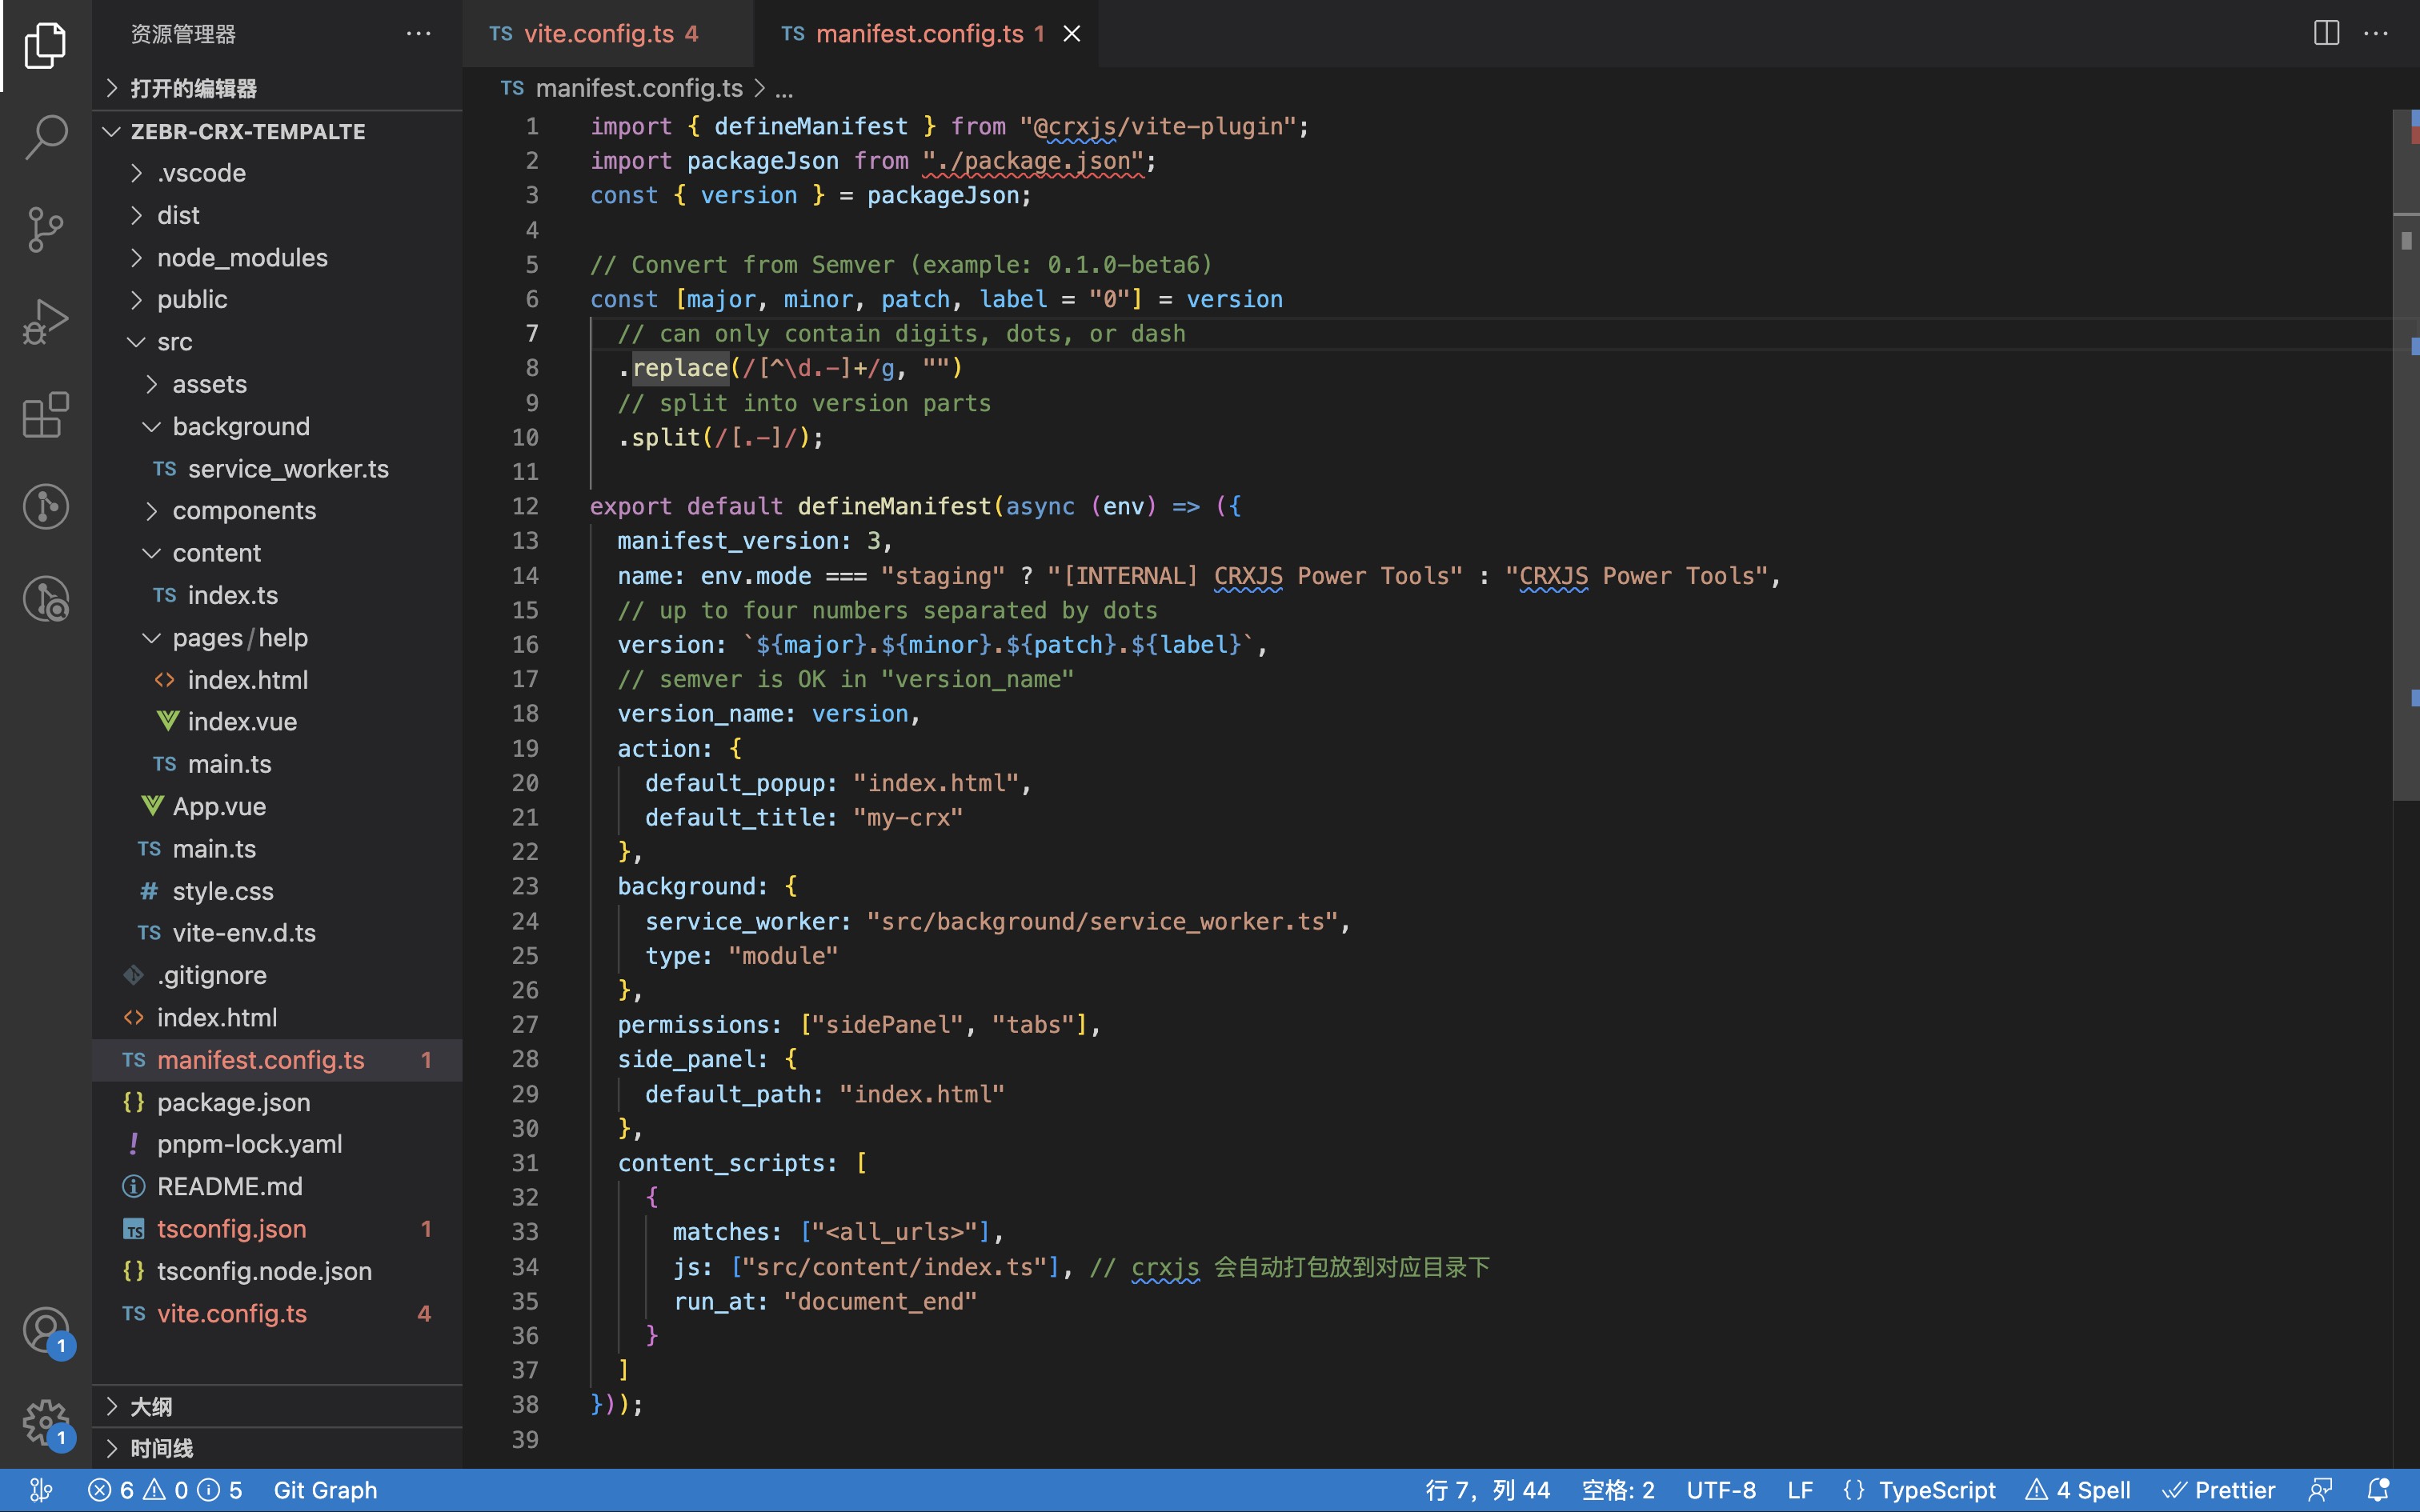 资源管理器
打开的编辑器
ZEBR-CRX-TEMPALTE
.vscode
dist
node_modules
public
src
assets
background
TS service_worker.ts
components
content
TS index.ts
pages/help
<> index.html
index.vue
TS main.ts
App.vue
TS main.ts
# style.css
TS vite-env.d.ts
.gitignore
<> index.html
TS manifest.config.ts 1
{} package.json
! pnpm-lock.yaml
README.md
TS tsconfig.json 1
{} tsconfig.node.json
TS vite.config.ts 4
大纲
时间线
1
1
TS vite.config.ts 4
TS manifest.config.ts 1
TS manifest.config.ts > ...
1 import { defineManifest } from "@crxjs/vite-plugin";
2 import packageJson from "./package.json";
3 const { version } = packageJson;
4
5 // Convert from Semver (example: 0.1.0-beta6)
6 const [major, minor, patch, label = "0"] = version
7 // can only contain digits, dots, or dash
8 .replace(/[^\d.-]+/g, "")
9 // split into version parts
10 .split(/[.-]/);
11
12 export default defineManifest(async (env) => ({
13 manifest_version: 3,
14 name: env.mode === "staging" ? "[INTERNAL] CRXJS Power Tools" : "CRXJS Power Tools",
15 // up to four numbers separated by dots
16 version: `${major}.${minor}.${patch}.${label}`,
17 // semver is OK in "version_name"
18 version_name: version,
19 action: {
20 default_popup: "index.html",
21 default_title: "my-crx"
22 },
23 background: {
24 service_worker: "src/background/service_worker.ts",
25 type: "module"
26 },
27 permissions: ["sidePanel", "tabs"],
28 side_panel: {
29 default_path: "index.html"
30 },
31 content_scripts: [
32 {
33 matches: ["<all_urls>"],
34 js: ["src/content/index.ts"], // crxjs 会自动打包放到对应目录下
35 run_at: "document_end"
36 }
37 ]
38 }));
39
6 0 5 Git Graph 行 7，列 44 空格: 2 UTF-8 LF {} TypeScript 4 Spell Prettier